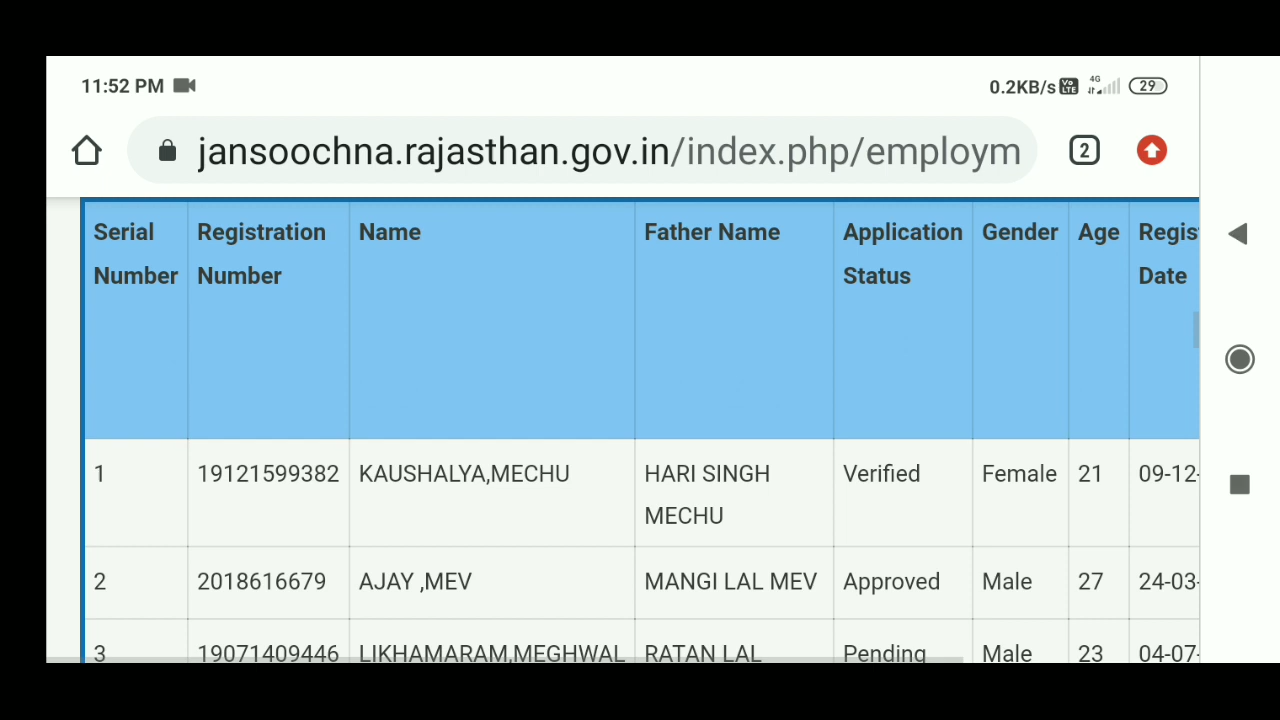 11:52 PM 0.2KB/s Vo LTE 4G 29
jansoochna.rajasthan.gov.in/index.php/employm 2
Serial Registration Name Father Name Application Gender Age Regis
Number Number Status Date
1 19121599382 KAUSHALYA,MECHU HARI SINGH Verified Female 21 09-12-
MECHU
2 2018616679 AJAY ,MEV MANGI LAL MEV Approved Male 27 24-03-
3 19071409446 LIKHAMARAM,MEGHWAL RATAN LAL Pending Male 23 04-07-